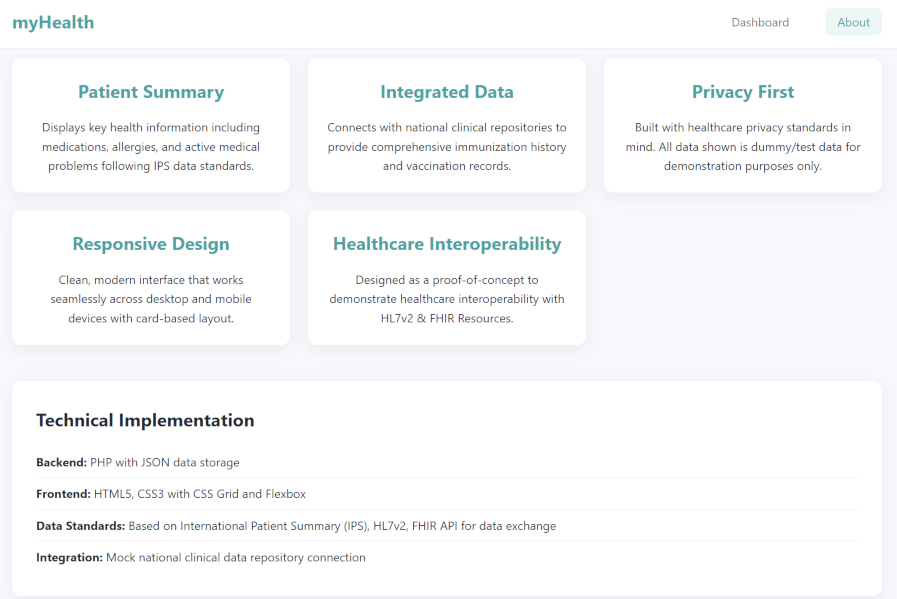 myHealth
Dashboard
About
Patient Summary
Displays key health information including
medications, allergies, and active medical
problems following IPS data standards.
Integrated Data
Connects with national clinical repositories to
provide comprehensive immunization history
and vaccination records.
Privacy First
Built with healthcare privacy standards in
mind. All data shown is dummy/test data for
demonstration purposes only.
Responsive Design
Clean, modern interface that works
seamlessly across desktop and mobile
devices with card-based layout.
Healthcare Interoperability
Designed as a proof-of-concept to
demonstrate healthcare interoperability with
HL7v2 & FHIR Resources.
Technical Implementation
Backend: PHP with JSON data storage
Frontend: HTML5, CSS3 with CSS Grid and Flexbox
Data Standards: Based on International Patient Summary (IPS), HL7v2, FHIR API for data exchange
Integration: Mock national clinical data repository connection